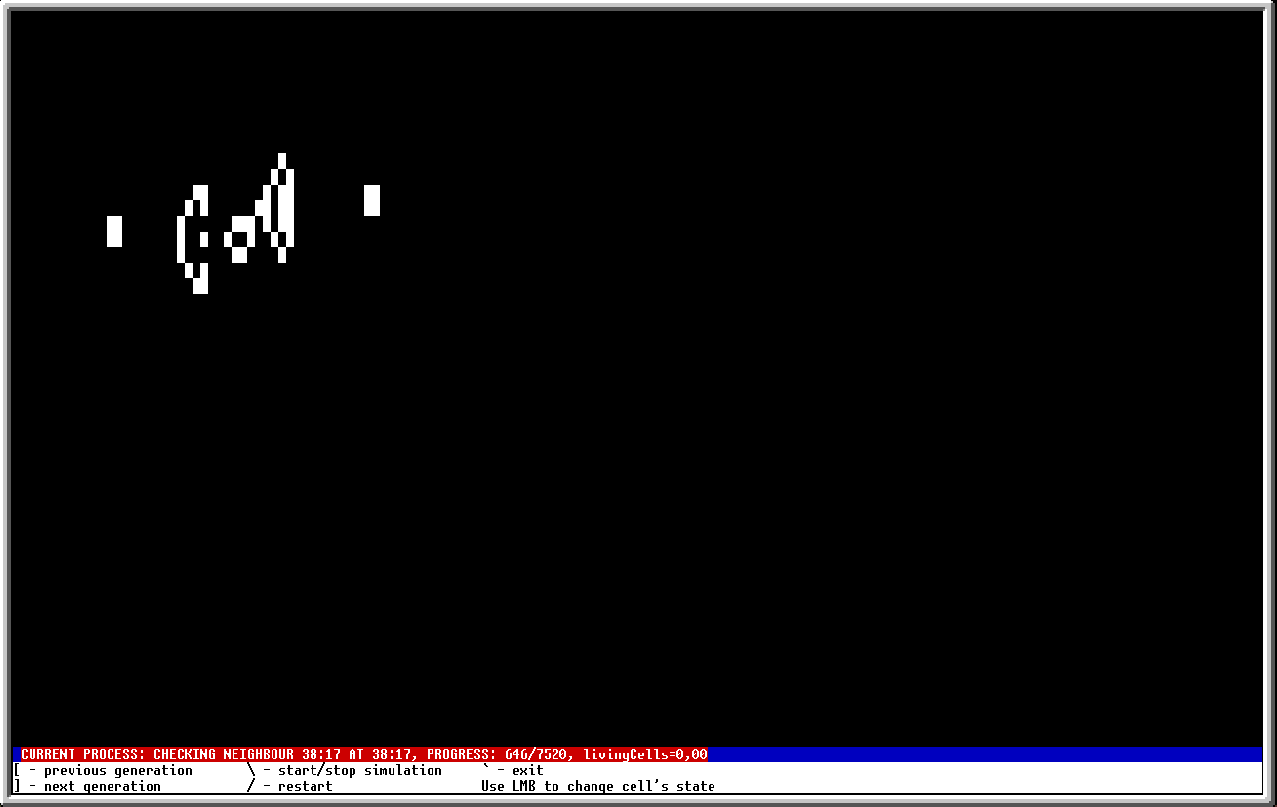 CURRENT PROCESS: CHECKING NEIGHBOUR 38:17 AT 38:17, PROGRESS: 646/7520, livingCells=0,00
[ - previous generation \ - start/stop simulation ` - exit
] - next generation / - restart Use LMB to change cell's state